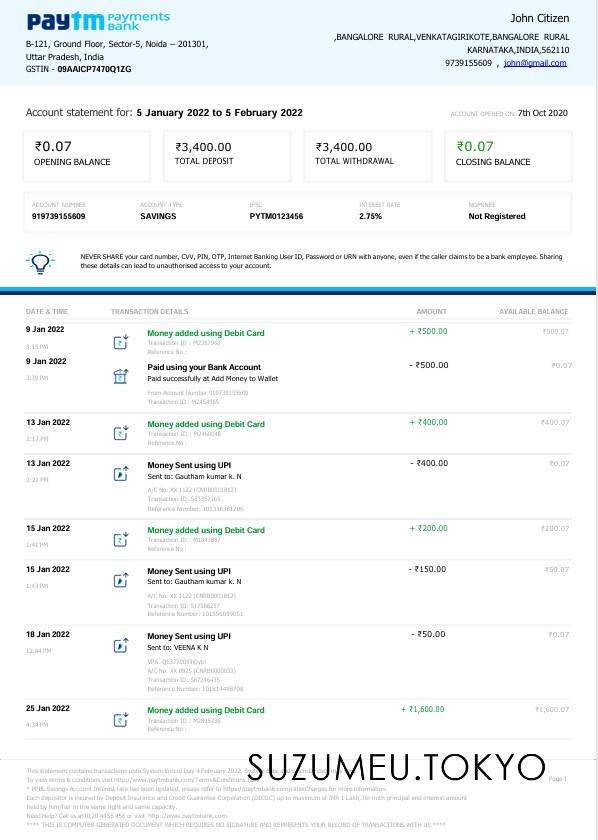 paytm Payments Bank
B-121, Ground Floor, Sector-5, Noida – 201301,
Uttar Pradesh, India
GSTIN - 09AAICP7470Q1ZG
John Citizen
,BANGALORE RURAL,VENKATAGIRIKOTE,BANGALORE RURAL
KARNATAKA,INDIA,562110
9739155609 , john@gmail.com
Account statement for: 5 January 2022 to 5 February 2022
ACCOUNT OPENED ON: 7th Oct 2020
₹0.07 ₹3,400.00 ₹3,400.00 ₹0.07
OPENING BALANCE TOTAL DEPOSIT TOTAL WITHDRAWAL CLOSING BALANCE
ACCOUNT NUMBER ACCOUNT TYPE IFSC INTEREST RATE NOMINEE
919739155609 SAVINGS PYTM0123456 2.75% Not Registered
NEVER SHARE your card number, CVV, PIN, OTP, Internet Banking User ID, Password or URN with anyone, even if the caller claims to be a bank employee. Sharing
these details can lead to unauthorised access to your account.
DATE & TIME TRANSACTION DETAILS AMOUNT AVAILABLE BALANCE
9 Jan 2022 Money added using Debit Card + ₹500.00 ₹500.07
3:15 PM Transaction ID : M2357960
Reference No :
9 Jan 2022 Paid using your Bank Account - ₹500.00 ₹0.07
3:39 PM Paid successfully at Add Money to Wallet
From Account Number 919739155609
Transaction ID : M2454965
13 Jan 2022 Money added using Debit Card + ₹400.00 ₹400.07
2:17 PM Transaction ID : M2460048
Reference No :
13 Jan 2022 Money Sent using UPI - ₹400.00 ₹0.07
2:21 PM Sent to: Gautham kumar k. N
A/C No: XX 1122 (CNRB0001812)
Transaction ID: S83357165
Reference Number: 101316381206
15 Jan 2022 Money added using Debit Card + ₹200.00 ₹200.07
1:41 PM Transaction ID : M1843837
Reference No :
15 Jan 2022 Money Sent using UPI - ₹150.00 ₹50.07
1:43 PM Sent to: Gautham kumar k. N
A/C No: XX 1122 (CNRB0001812)
Transaction ID: S17588257
Reference Number: 101556059051
18 Jan 2022 Money Sent using UPI - ₹50.00 ₹0.07
12:44 PM Sent to: VEENA K N
VPA: Q53770059@ybl
A/C No: XX 8925 (CNRB0000033)
Transaction ID: S67246435
Reference Number: 101814498708
25 Jan 2022 Money added using Debit Card + ₹1,600.00 ₹1,600.07
4:34 PM Transaction ID : M2895736
Reference No :
This statement contains transactions upto System End of Day 4 February 2022.
To view terms & conditions visit http://www.paytmbank.com/Terms&Conditions.
* PPBL Savings Account Interest rate has been updated, please refer to https://paytmbank.com/ratesCharges for more information.
Each depositor is insured by Deposit Insurance and Credit Guarantee Corporation (DICGC) up to maximum of INR 1 Lakh, for both principal and interest amount
held by him/her in the same right and same capacity.
Need Help? Call us at 0120 4456 456 or visit http://www.paytmbank.com
**** THIS IS COMPUTER GENERATED DOCUMENT WHICH REQUIRES NO SIGNATURE AND REPRESENTS YOUR RECORD OF TRANSACTIONS WITH US ****
SUZUMEU.TOKYO
Page 1